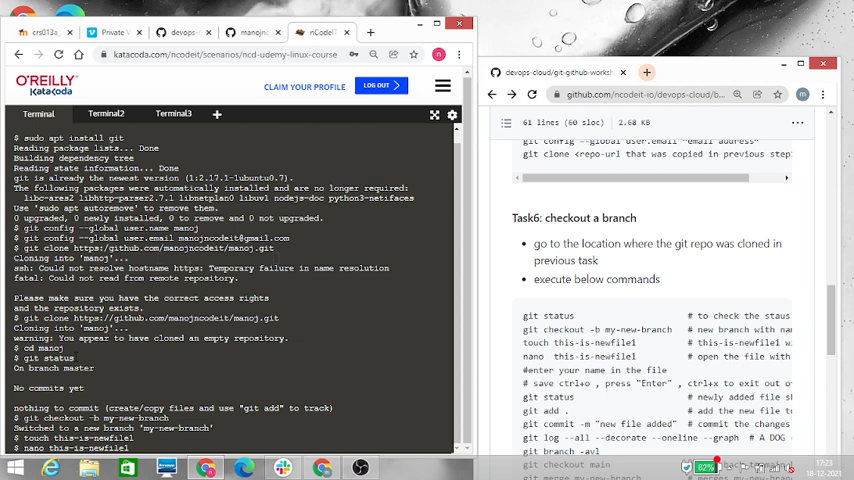 crs013a_
Private V
devops-
manojnc
nCodeIT
katacoda.com/ncodeit/scenarios/ncd-udemy-linux-course
O'REILLY
Katacoda
CLAIM YOUR PROFILE
LOG OUT
Terminal
Terminal2
Terminal3
$ sudo apt install git
Reading package lists... Done
Building dependency tree
Reading state information... Done
git is already the newest version (1:2.17.1-1ubuntu0.7).
The following packages were automatically installed and are no longer required:
libc-ares2 libhttp-parser2.7.1 libnetplan0 libuv1 nodejs-doc python3-netifaces
Use 'sudo apt autoremove' to remove them.
0 upgraded, 0 newly installed, 0 to remove and 0 not upgraded.
$ git config --global user.name manoj
$ git config --global user.email manojncodeit@gmail.com
$ git clone https:/github.com/manojncodeit/manoj.git
Cloning into 'manoj'...
ssh: Could not resolve hostname https: Temporary failure in name resolution
fatal: Could not read from remote repository.
Please make sure you have the correct access rights
and the repository exists.
$ git clone https://github.com/manojncodeit/manoj.git
Cloning into 'manoj'...
warning: You appear to have cloned an empty repository.
$ cd manoj
$ git status
On branch master
No commits yet
nothing to commit (create/copy files and use "git add" to track)
$ git checkout -b my-new-branch
Switched to a new branch 'my-new-branch'
$ touch this-is-newfile1
$ nano this-is-newfile1
devops-cloud/git-github-worksh
github.com/ncodeit-io/devops-cloud/b...
m
61 lines (60 sloc)
2.68 KB
git config --global user.email "email address"
git clone <repo-url that was copied in previous step
Task6: checkout a branch
go to the location where the git repo was cloned in
previous task
execute below commands
git status # to check the staus
git checkout -b my-new-branch # new branch with nam
touch this-is-newfile1 # this-is-newfile1 wi
nano this-is-newfile1 # open the file with
#enter your name in the file
# save ctrl+o , press "Enter" , ctrl+x to exit out o
git status # newly added file sh
git add . # add the new file to
git commit -m "new file added" # commit the changes
git log --all --decorate --oneline --graph # A DOG
git branch -avl
git checkout main
82%
17:23
18-12-2021